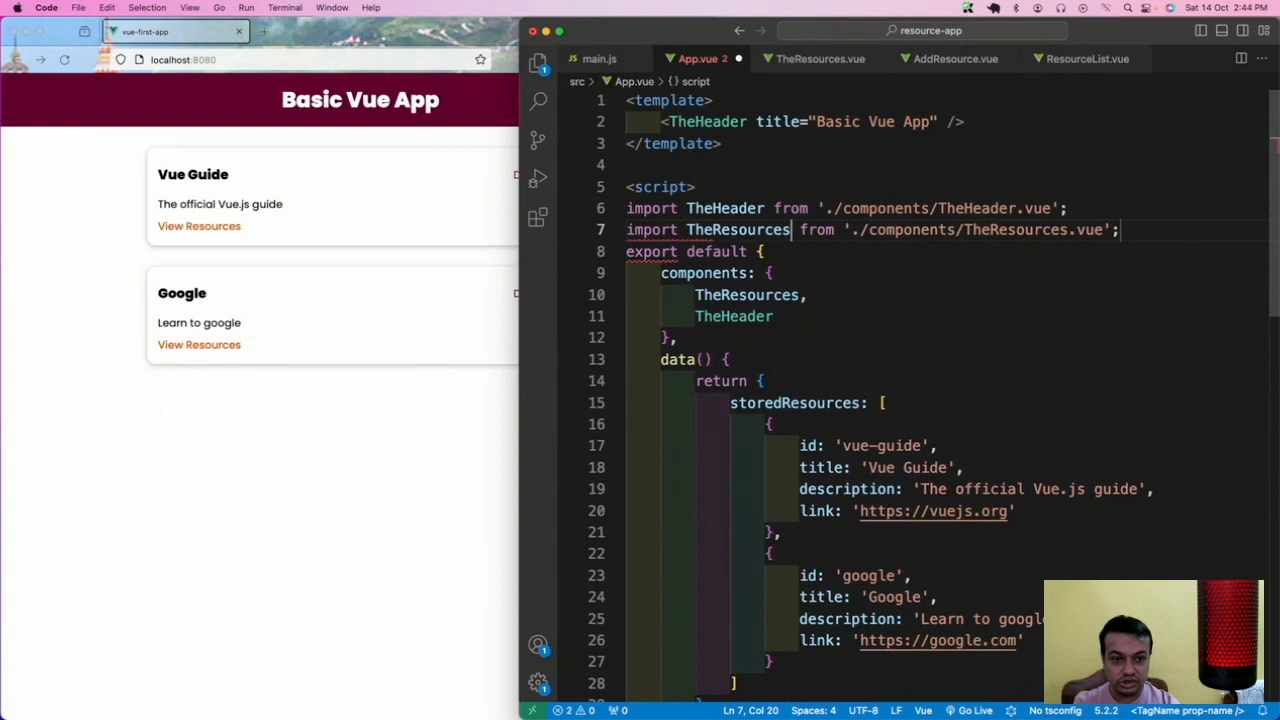 Code File Edit Selection View Go Run Terminal Window Help
Sat 14 Oct 2:44 PM
vue-first-app
localhost:8080
Basic Vue App
Vue Guide
The official Vue.js guide
View Resources
Google
Learn to google
View Resources
resource-app
main.js App.vue 2 TheResources.vue AddResource.vue ResourceList.vue
src App.vue script
1 <template>
2 <TheHeader title="Basic Vue App" />
3 </template>
4
5 <script>
6 import TheHeader from './components/TheHeader.vue';
7 import TheResources from './components/TheResources.vue';
8 export default {
9 components: {
10 TheResources,
11 TheHeader
12 },
13 data() {
14 return {
15 storedResources: [
16 {
17 id: 'vue-guide',
18 title: 'Vue Guide',
19 description: 'The official Vue.js guide',
20 link: 'https://vuejs.org'
21 },
22 {
23 id: 'google',
24 title: 'Google',
25 description: 'Learn to google
26 link: 'https://google.com'
27 }
28 ]
2 0 0 Ln 7, Col 20 Spaces: 4 UTF-8 LF Vue Go Live No tsconfig 5.2.2 <TagName prop-name />